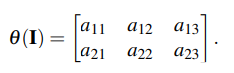 θ(I) = [a₁₁ a₁₂ a₁₃
a₂₁ a₂₂ a₂₃].